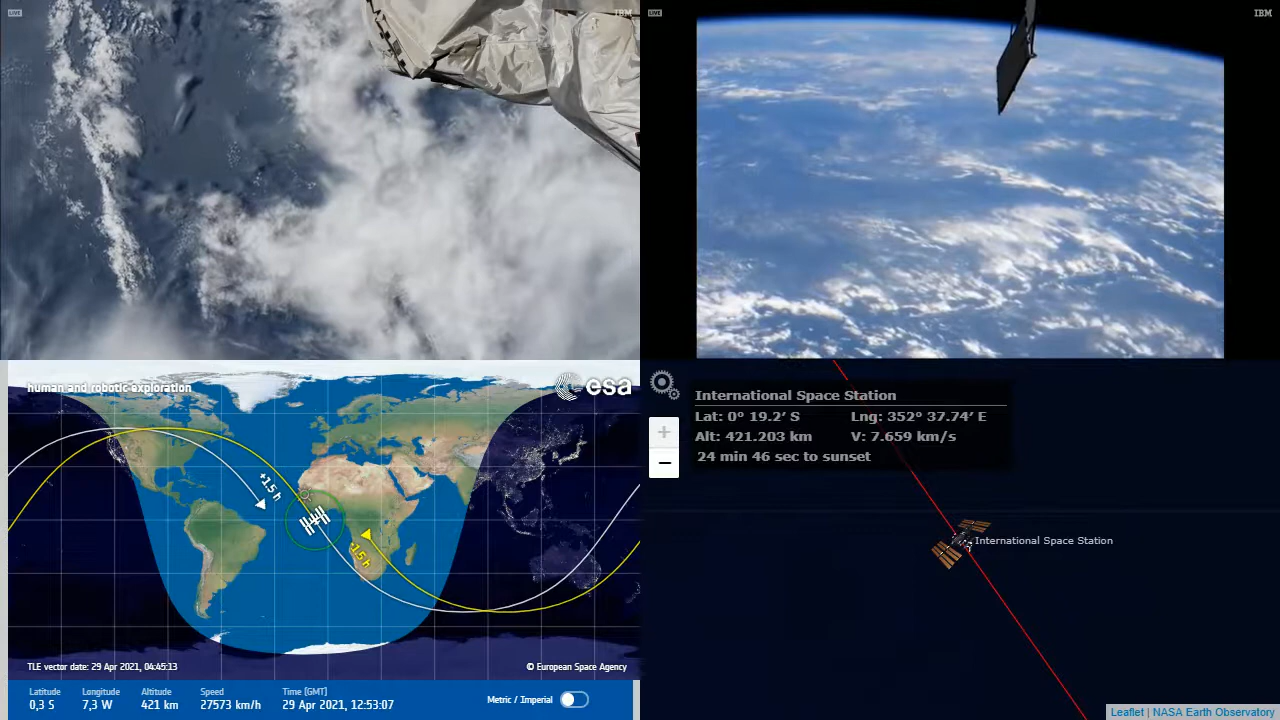 LIVE
IBM
LIVE
IBM
human and robotic exploration
esa
+1.5 h
-1.5 h
TLE vector date: 29 Apr 2021, 04:45:13
© European Space Agency
Latitude Longitude Altitude Speed Time (GMT)
0,3 S 7,3 W 421 km 27573 km/h 29 Apr 2021, 12:53:07
Metric / Imperial
International Space Station
Lat: 0° 19.2′ S Lng: 352° 37.74′ E
Alt: 421.203 km V: 7.659 km/s
24 min 46 sec to sunset
+
−
International Space Station
Leaflet | NASA Earth Observatory